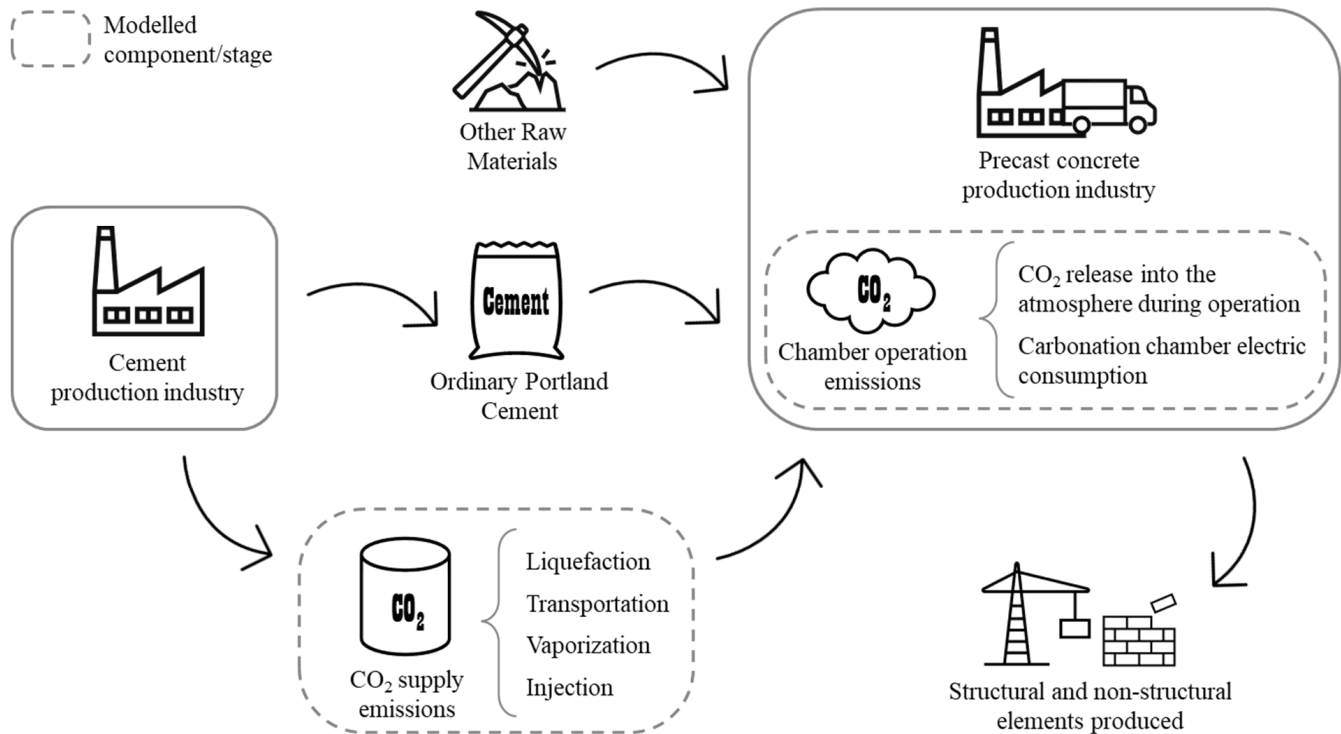 Modelled
component/stage
Other Raw
Materials
Precast concrete
production industry
Cement
production industry
Cement
Ordinary Portland
Cement
CO₂
Chamber operation
emissions
CO₂ release into the
atmosphere during operation
Carbonation chamber electric
consumption
CO₂
CO₂ supply
emissions
Liquefaction
Transportation
Vaporization
Injection
Structural and non-structural
elements produced